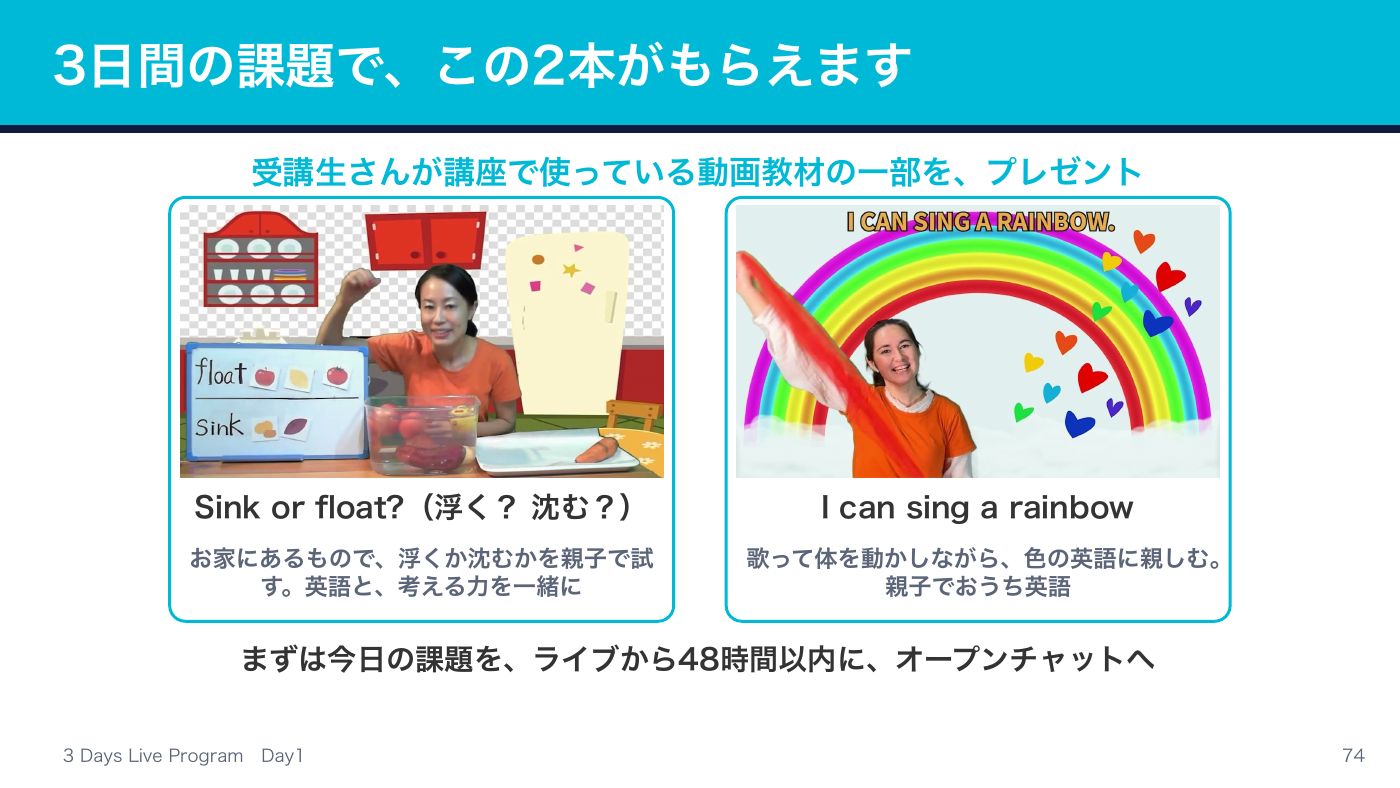 3日間の課題で、この2本がもらえます
受講生さんが講座で使っている動画教材の一部を、プレゼント
float
sink
I CAN SING A RAINBOW.
Sink or float?（浮く？ 沈む？）
お家にあるもので、浮くか沈むかを親子で試
す。英語と、考える力を一緒に
I can sing a rainbow
歌って体を動かしながら、色の英語に親しむ。
親子でおうち英語
まずは今日の課題を、ライブから48時間以内に、オープンチャットへ
3 Days Live Program　Day1
74